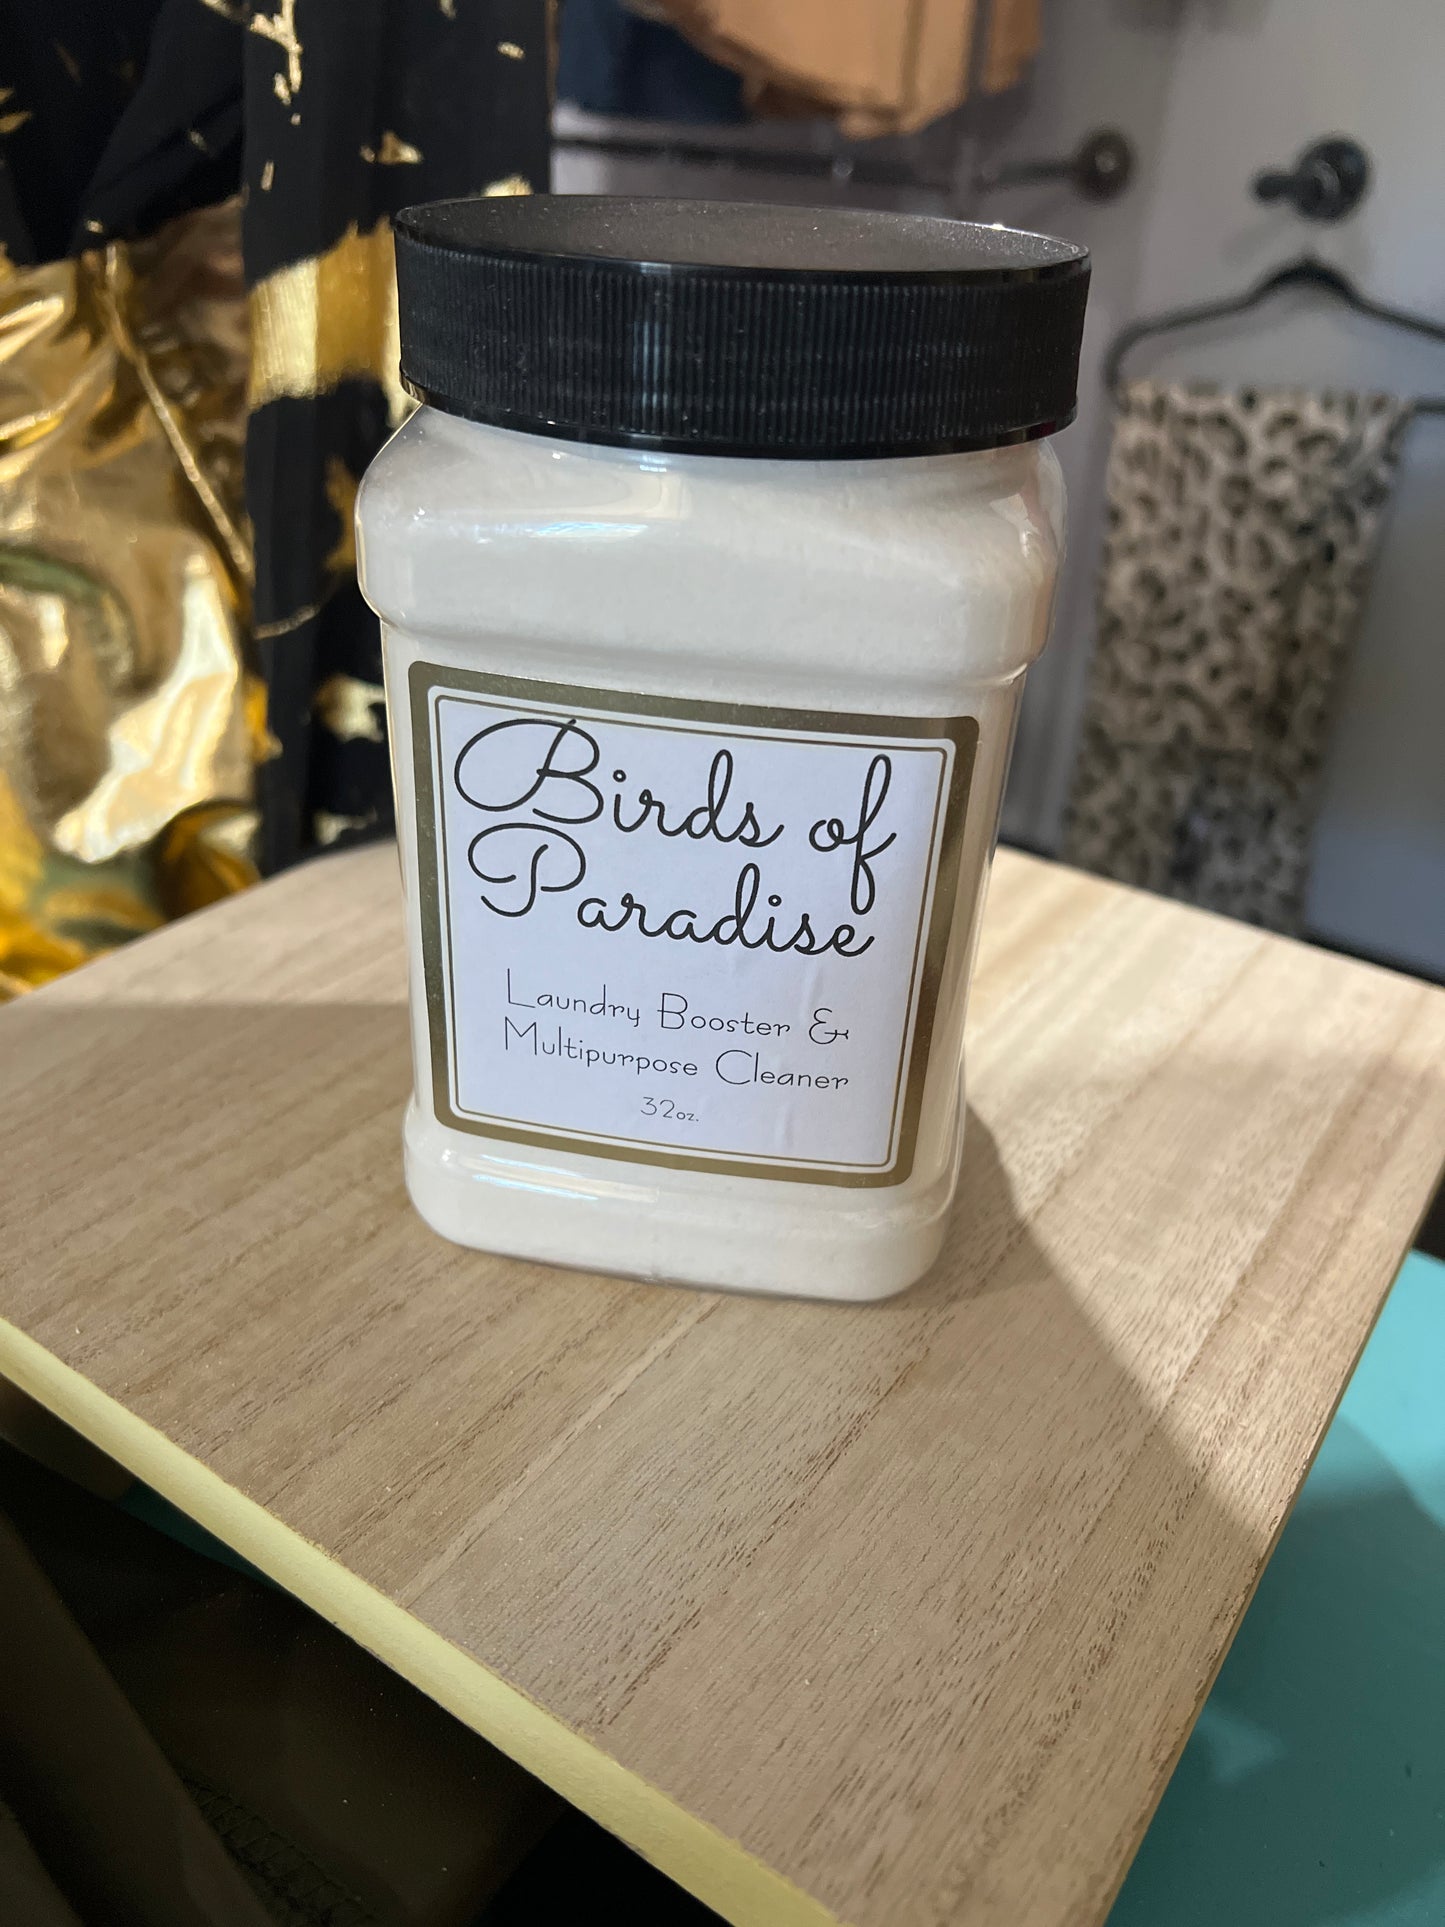 Birds of
Paradise
Laundry Booster &
Multipurpose Cleaner
32oz.